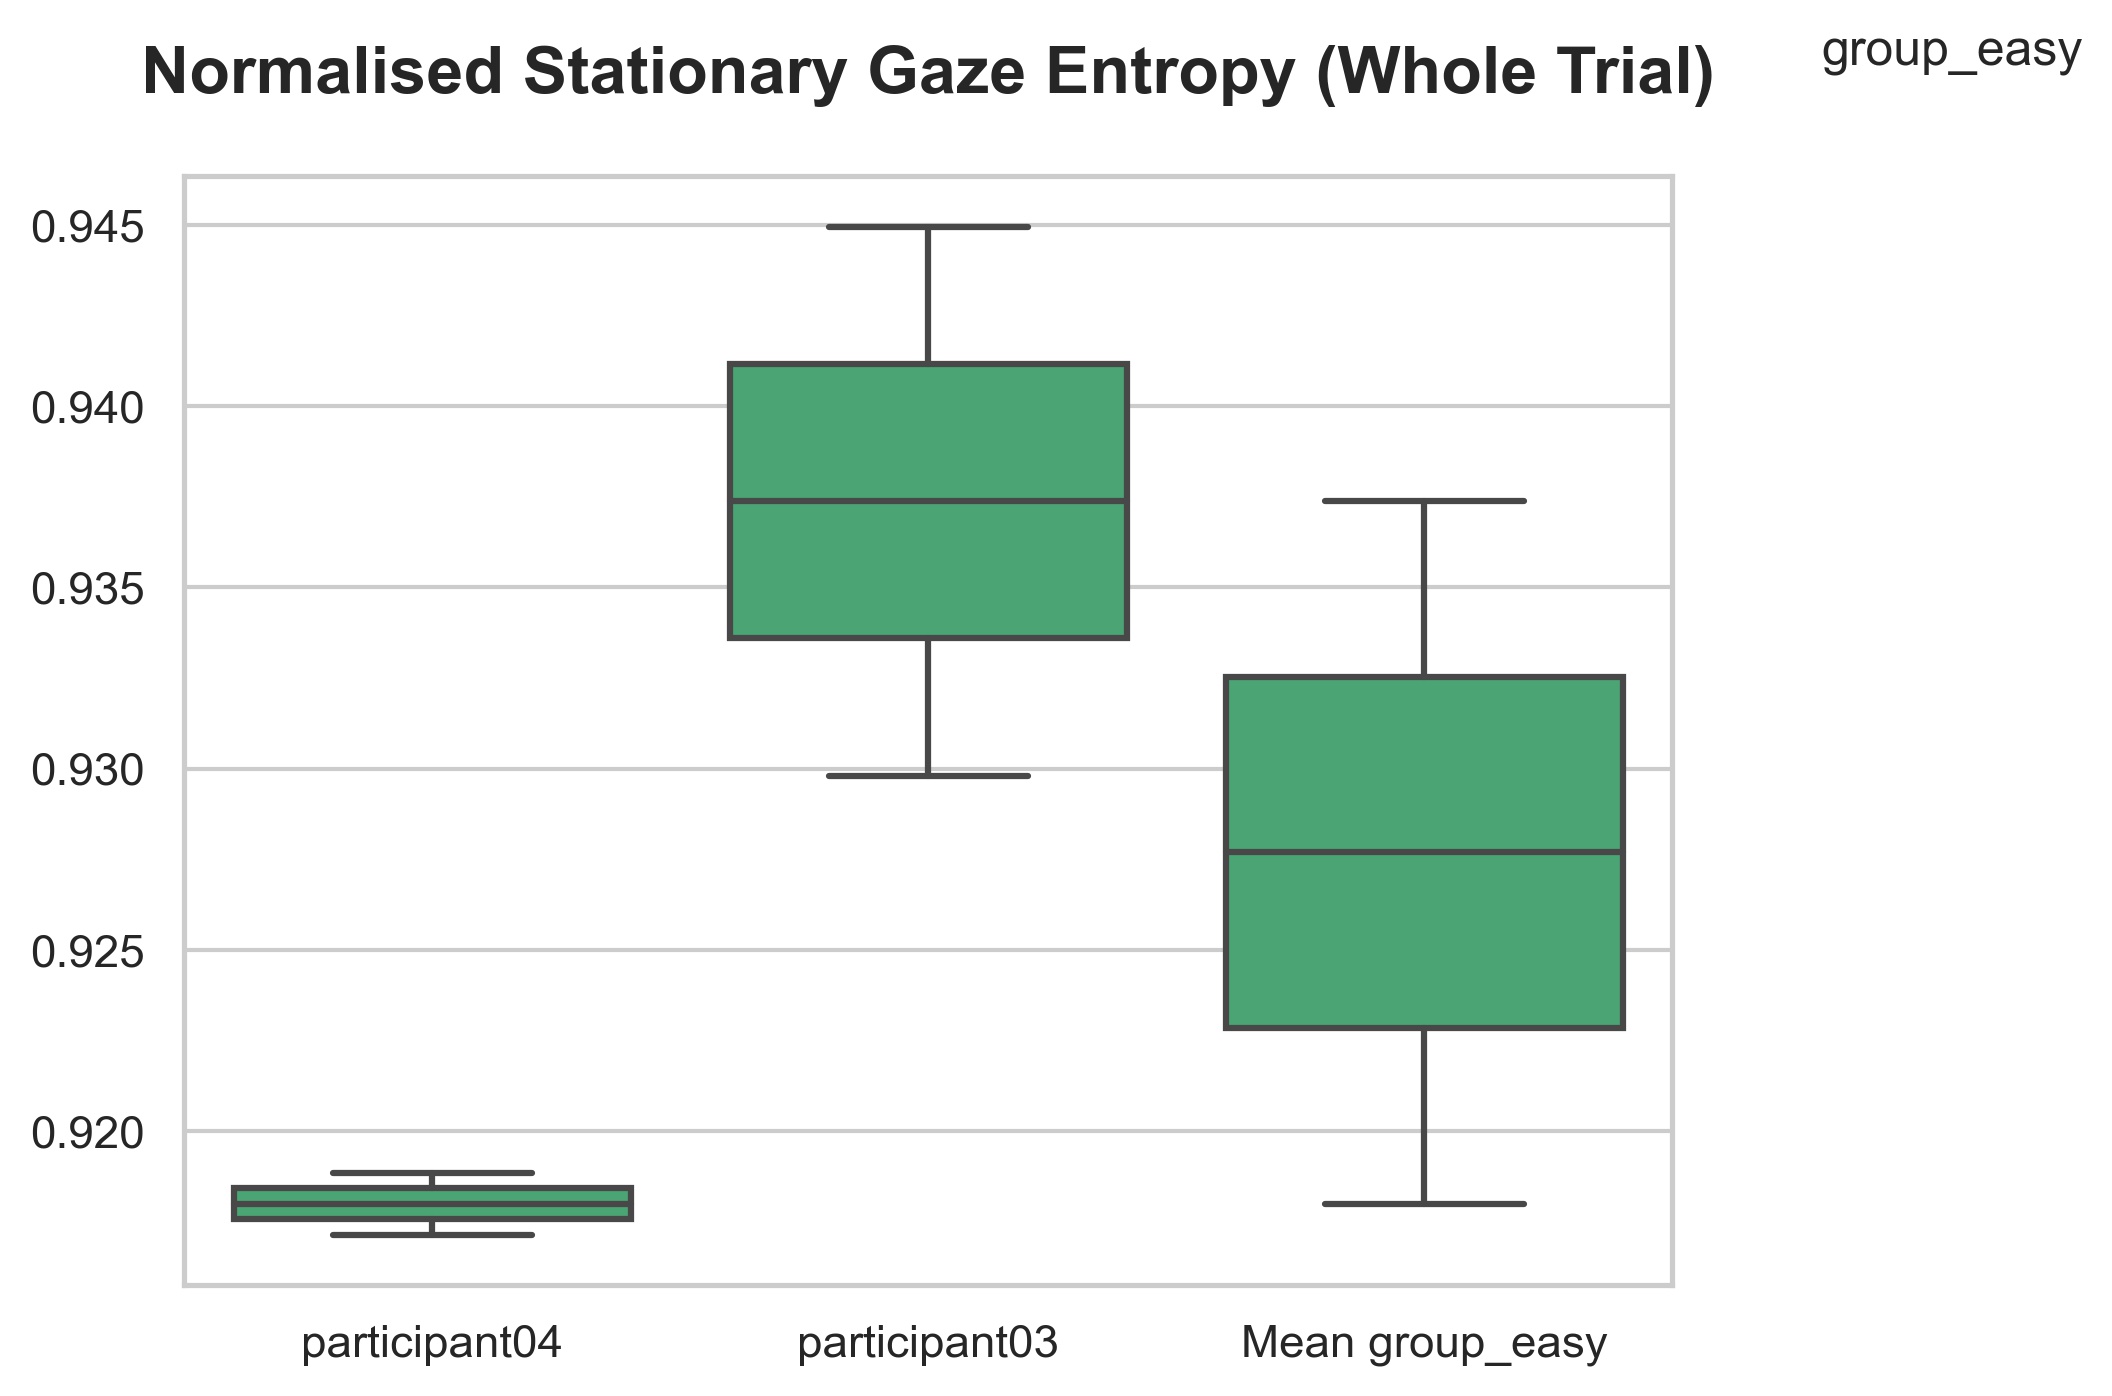 Normalised Stationary Gaze Entropy (Whole Trial)
group_easy
0.945
0.940
0.935
0.930
0.925
0.920
participant04
participant03
Mean group_easy